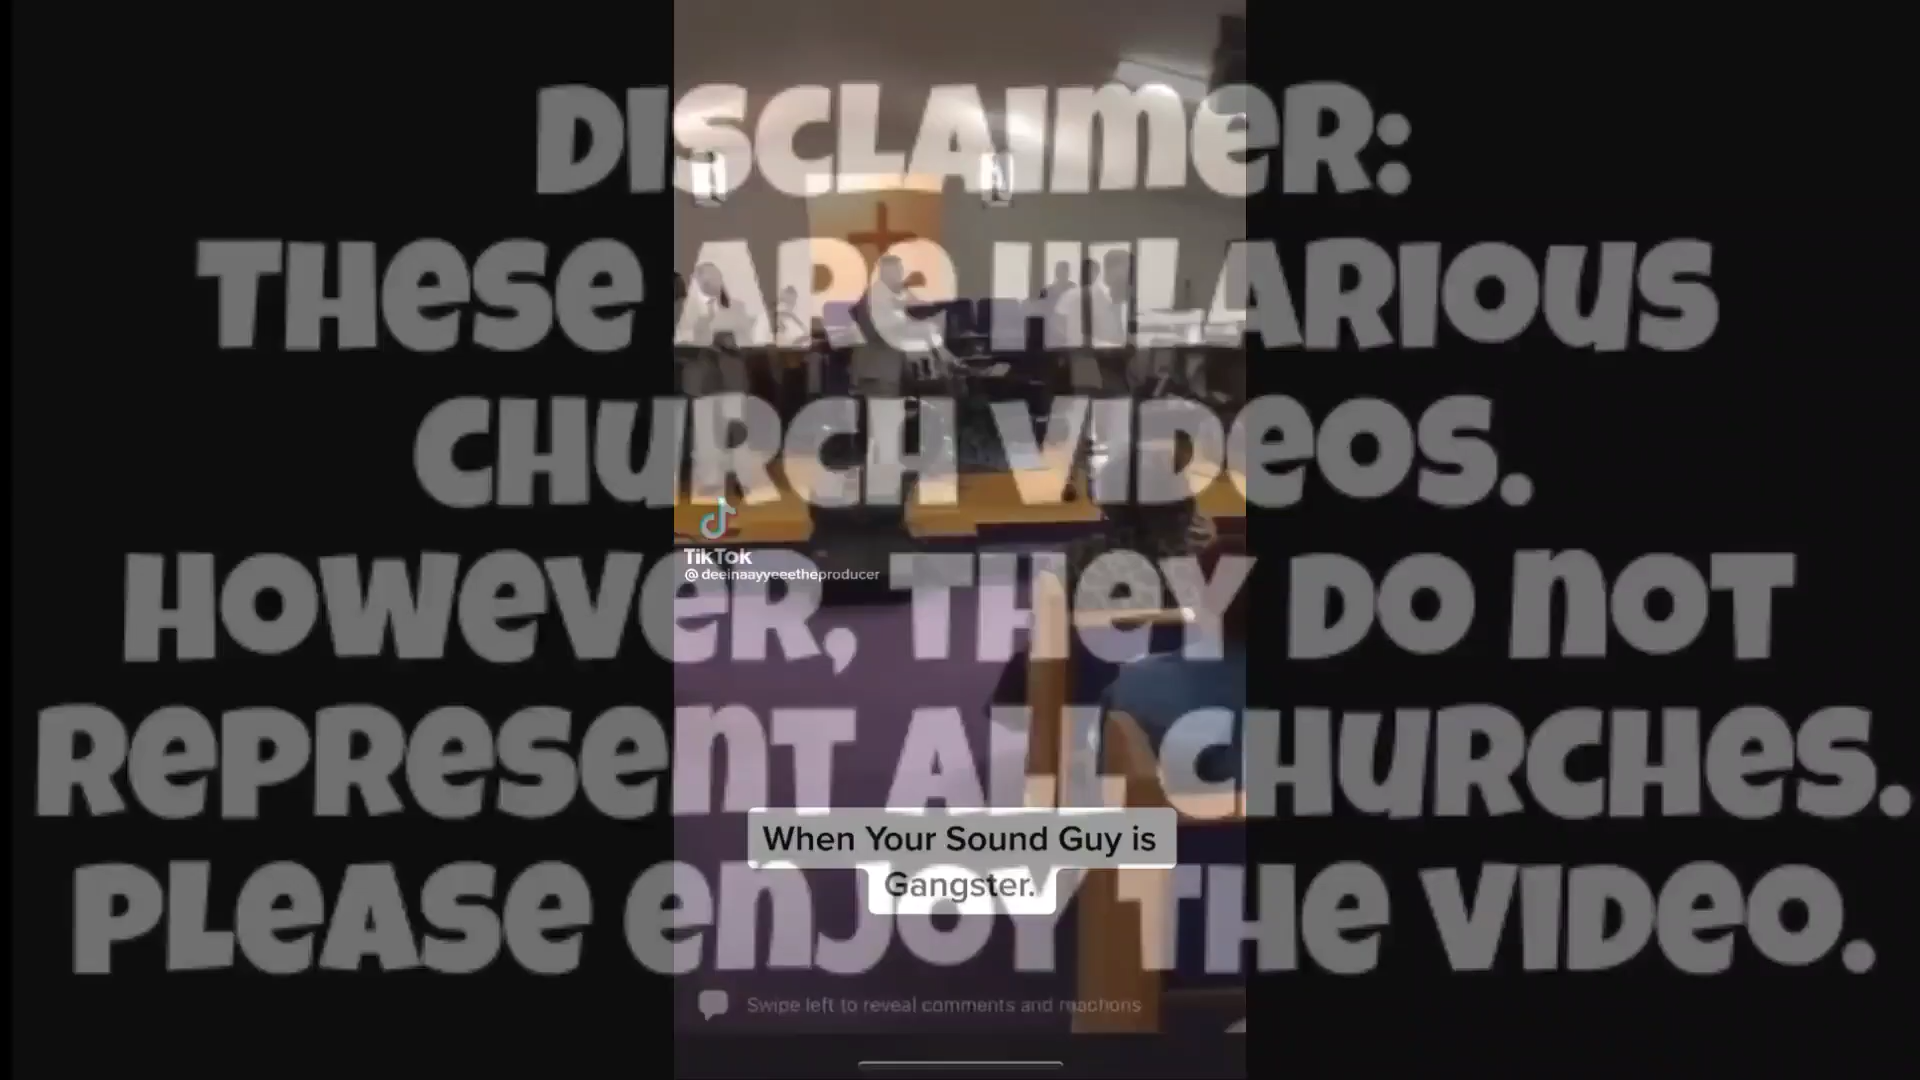 DISCLAIMER:
THESE ARE HILARIOUS
CHURCH VIDEOS.
HOWEVER, THEY DO NOT
REPRESENT ALL CHURCHES.
PLEASE ENJOY THE VIDEO.
TikTok
@ deeinaayyeeetheproducer
When Your Sound Guy is
Gangster.
Swipe left to reveal comments and reactions